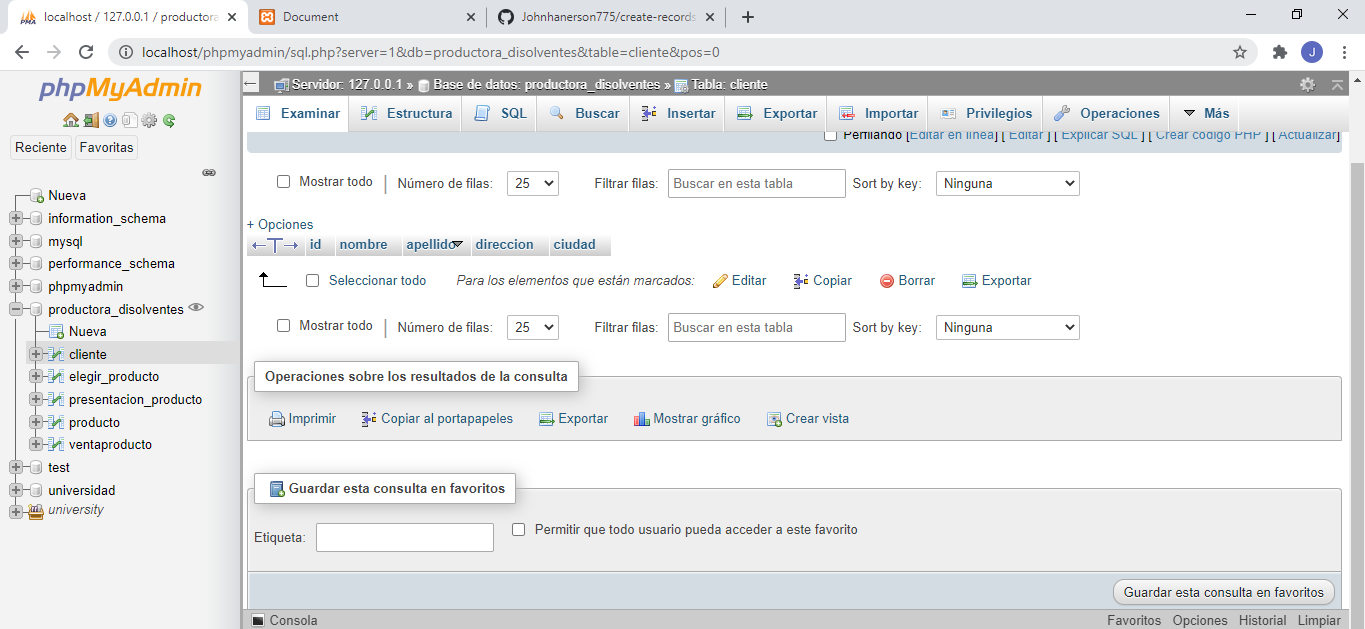 localhost / 127.0.0.1 / productora
Document
Johnhanerson775/create-records
localhost/phpmyadmin/sql.php?server=1&db=productora_disolventes&table=cliente&pos=0
J
phpMyAdmin
Reciente
Favoritas
Nueva
information_schema
mysql
performance_schema
phpmyadmin
productora_disolventes
Nueva
cliente
elegir_producto
presentacion_producto
producto
ventaproducto
test
universidad
university
Servidor: 127.0.0.1 » Base de datos: productora_disolventes » Tabla: cliente
Examinar Estructura SQL Buscar Insertar Exportar Importar Privilegios Operaciones Más
Perfilando [Editar en línea] [ Editar ] [ Explicar SQL ] [ Crear código PHP ] [ Actualizar]
Mostrar todo | Número de filas: 25 Filtrar filas: Buscar en esta tabla Sort by key: Ninguna
+ Opciones
←T→ id nombre apellido direccion ciudad
Seleccionar todo Para los elementos que están marcados: Editar Copiar Borrar Exportar
Mostrar todo | Número de filas: 25 Filtrar filas: Buscar en esta tabla Sort by key: Ninguna
Operaciones sobre los resultados de la consulta
Imprimir Copiar al portapapeles Exportar Mostrar gráfico Crear vista
Guardar esta consulta en favoritos
Etiqueta: Permitir que todo usuario pueda acceder a este favorito
Guardar esta consulta en favoritos
Consola Favoritos Opciones Historial Limpiar